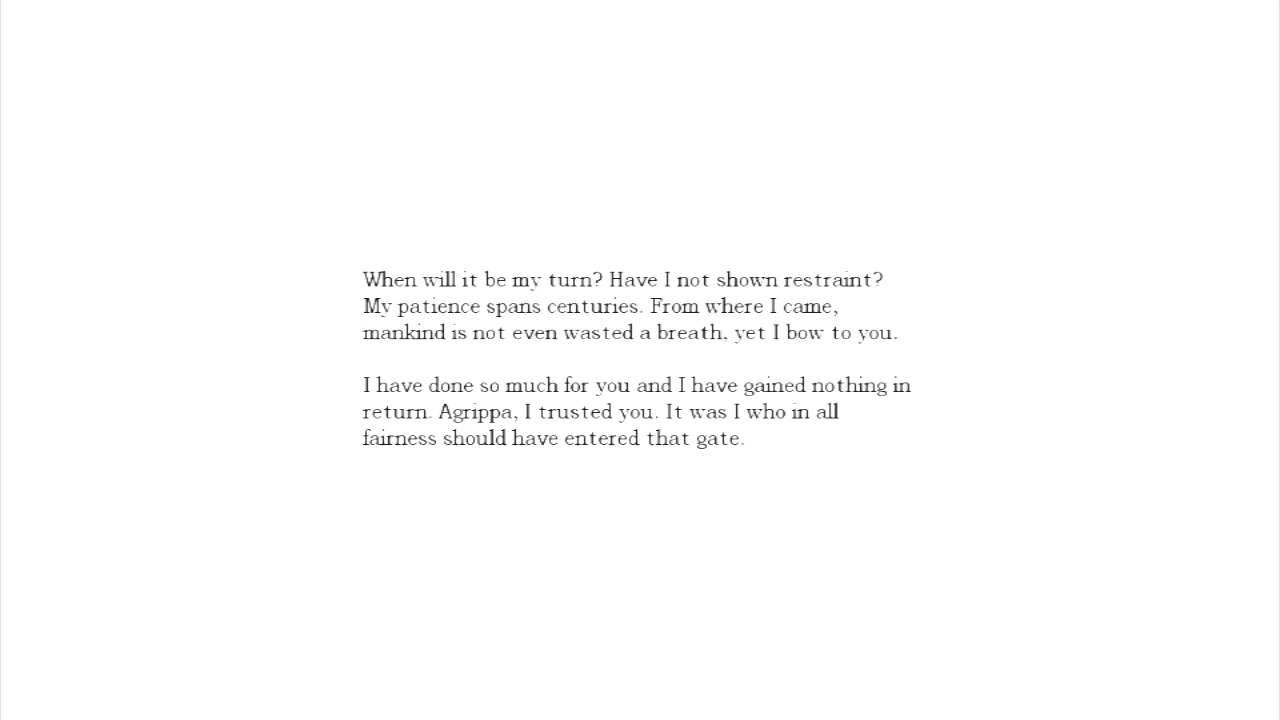 When will it be my turn? Have I not shown restraint?
My patience spans centuries. From where I came,
mankind is not even wasted a breath, yet I bow to you.
I have done so much for you and I have gained nothing in
return. Agrippa, I trusted you. It was I who in all
fairness should have entered that gate.